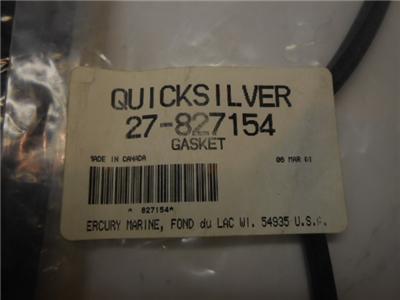 QUICKSILVER
27-827154
GASKET
MADE IN CANADA 06 MAR 01
^ 827154^
ERCURY MARINE, FOND du LAC WI. 54935 U.S.A.